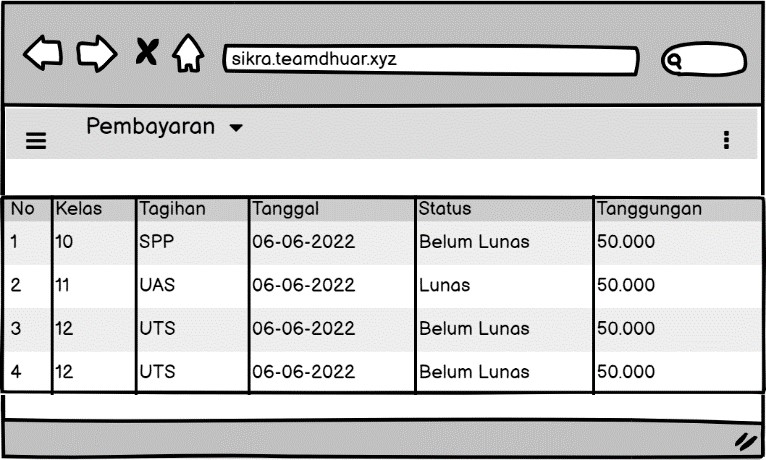 sikra.teamdhuar.xyz
Pembayaran
No Kelas Tagihan Tanggal Status Tanggungan
1 10 SPP 06-06-2022 Belum Lunas 50.000
2 11 UAS 06-06-2022 Lunas 50.000
3 12 UTS 06-06-2022 Belum Lunas 50.000
4 12 UTS 06-06-2022 Belum Lunas 50.000